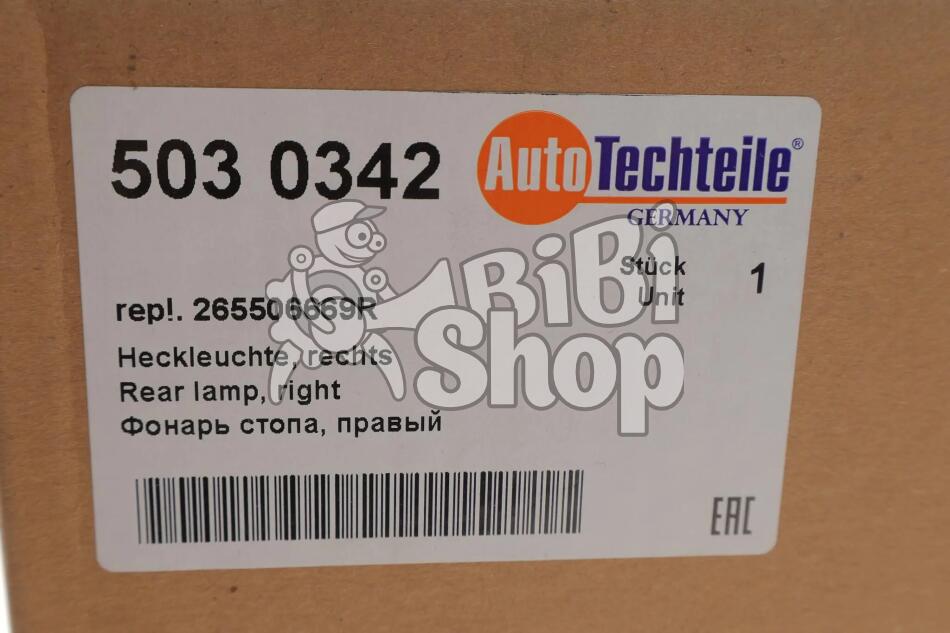 503 0342
AutoTechteile®
GERMANY
Stück 1
Unit
repl. 265506669R
Heckleuchte, rechts
Rear lamp, right
Фонарь стопа, правый
BiBi
Shop
EAC